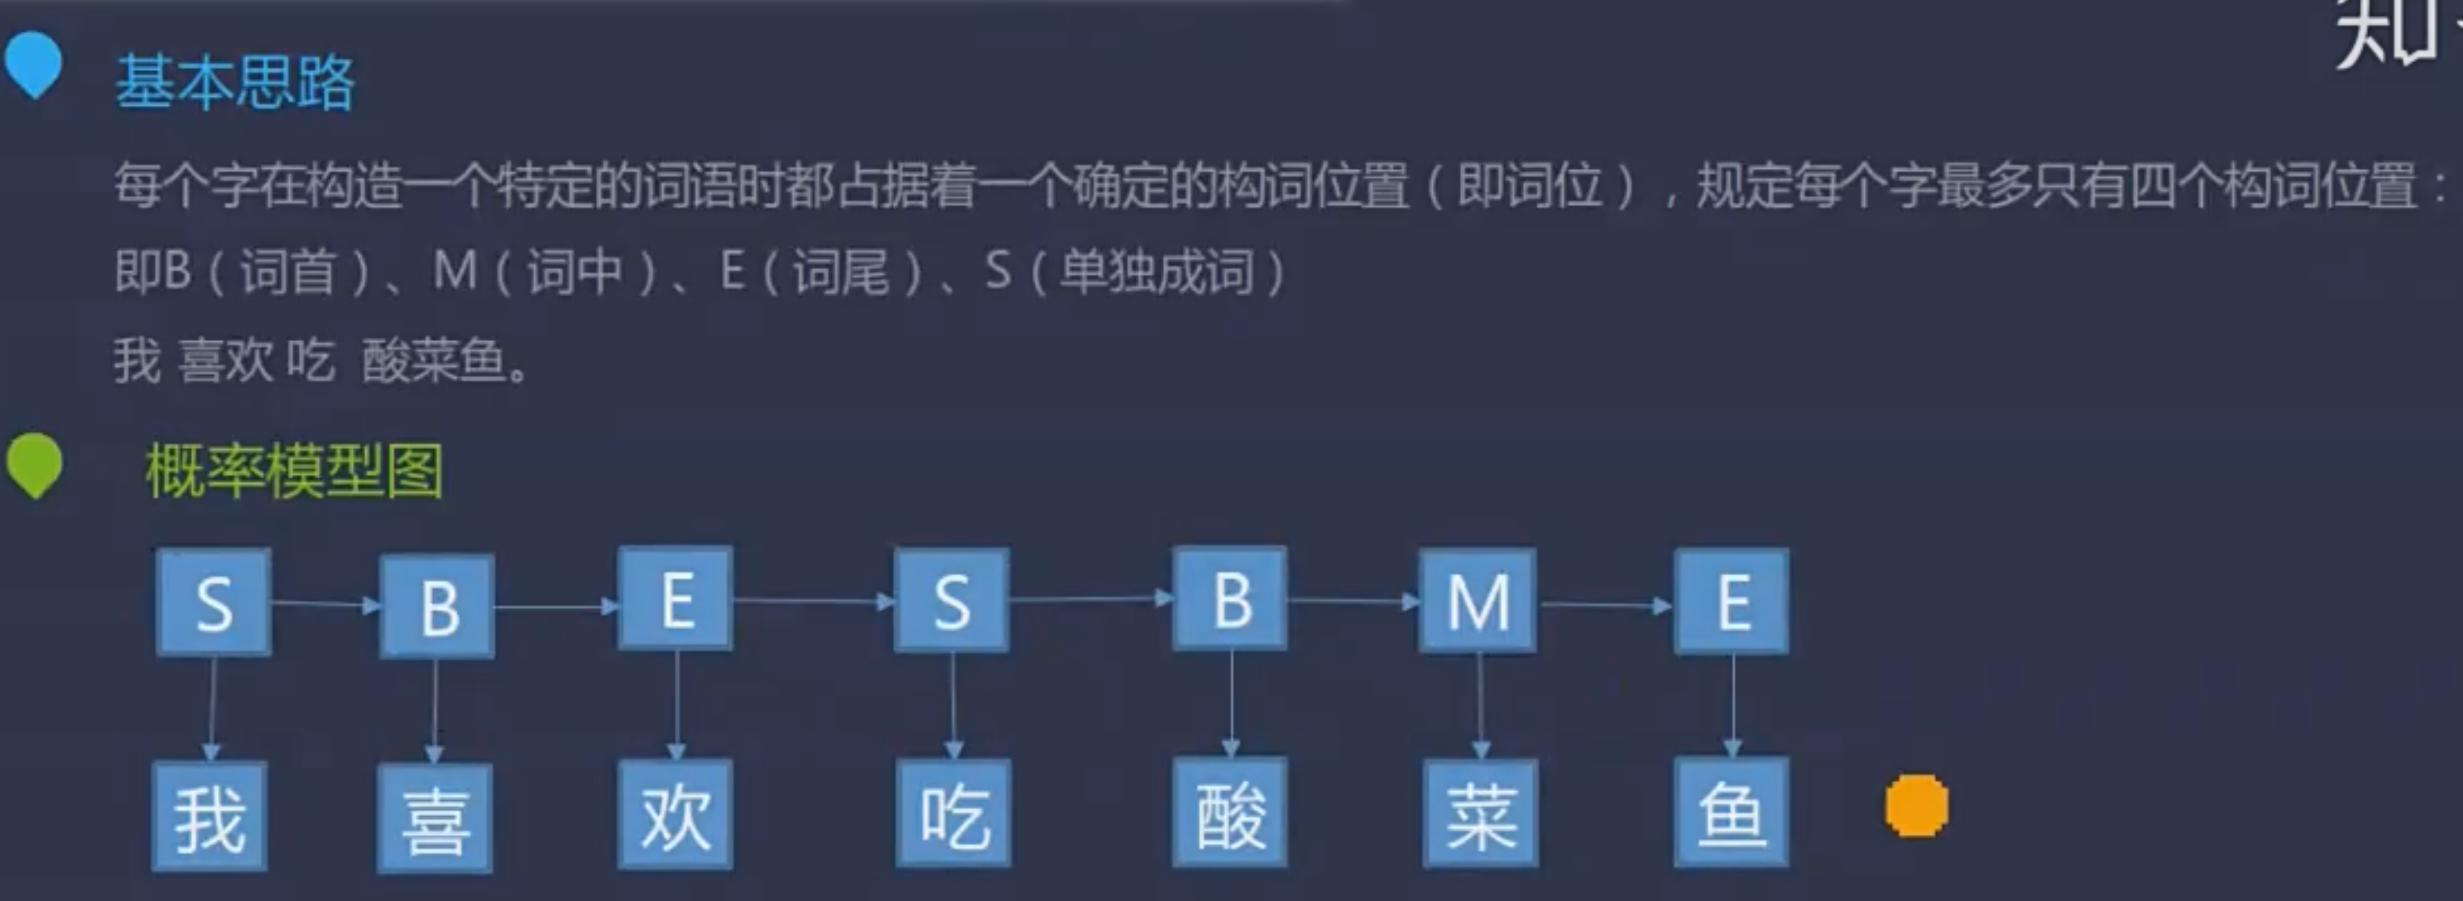 知
基本思路
每个字在构造一个特定的词语时都占据着一个确定的构词位置（即词位），规定每个字最多只有四个构词位置：
即B（词首）、M（词中）、E（词尾）、S（单独成词）
我 喜欢 吃 酸菜鱼。
概率模型图
S B E S B M E
我 喜 欢 吃 酸 菜 鱼